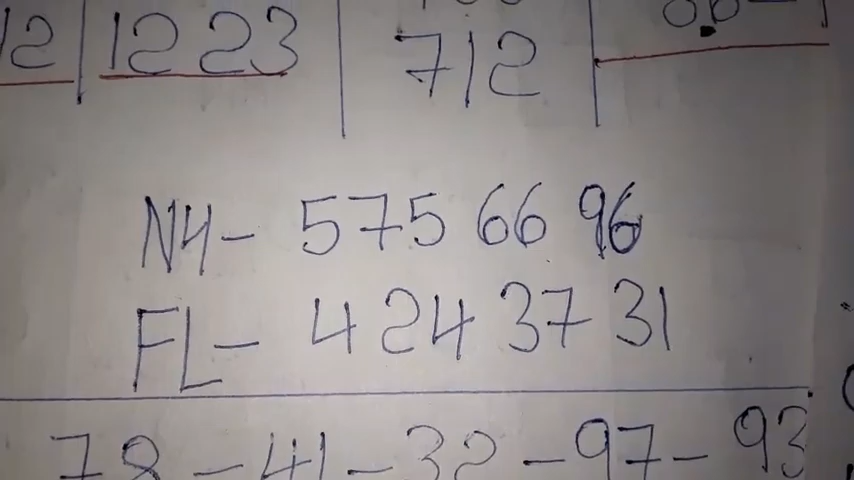 12 1223 712
NY- 575 66 96
FL- 424 37 31
78-41-32-97-93